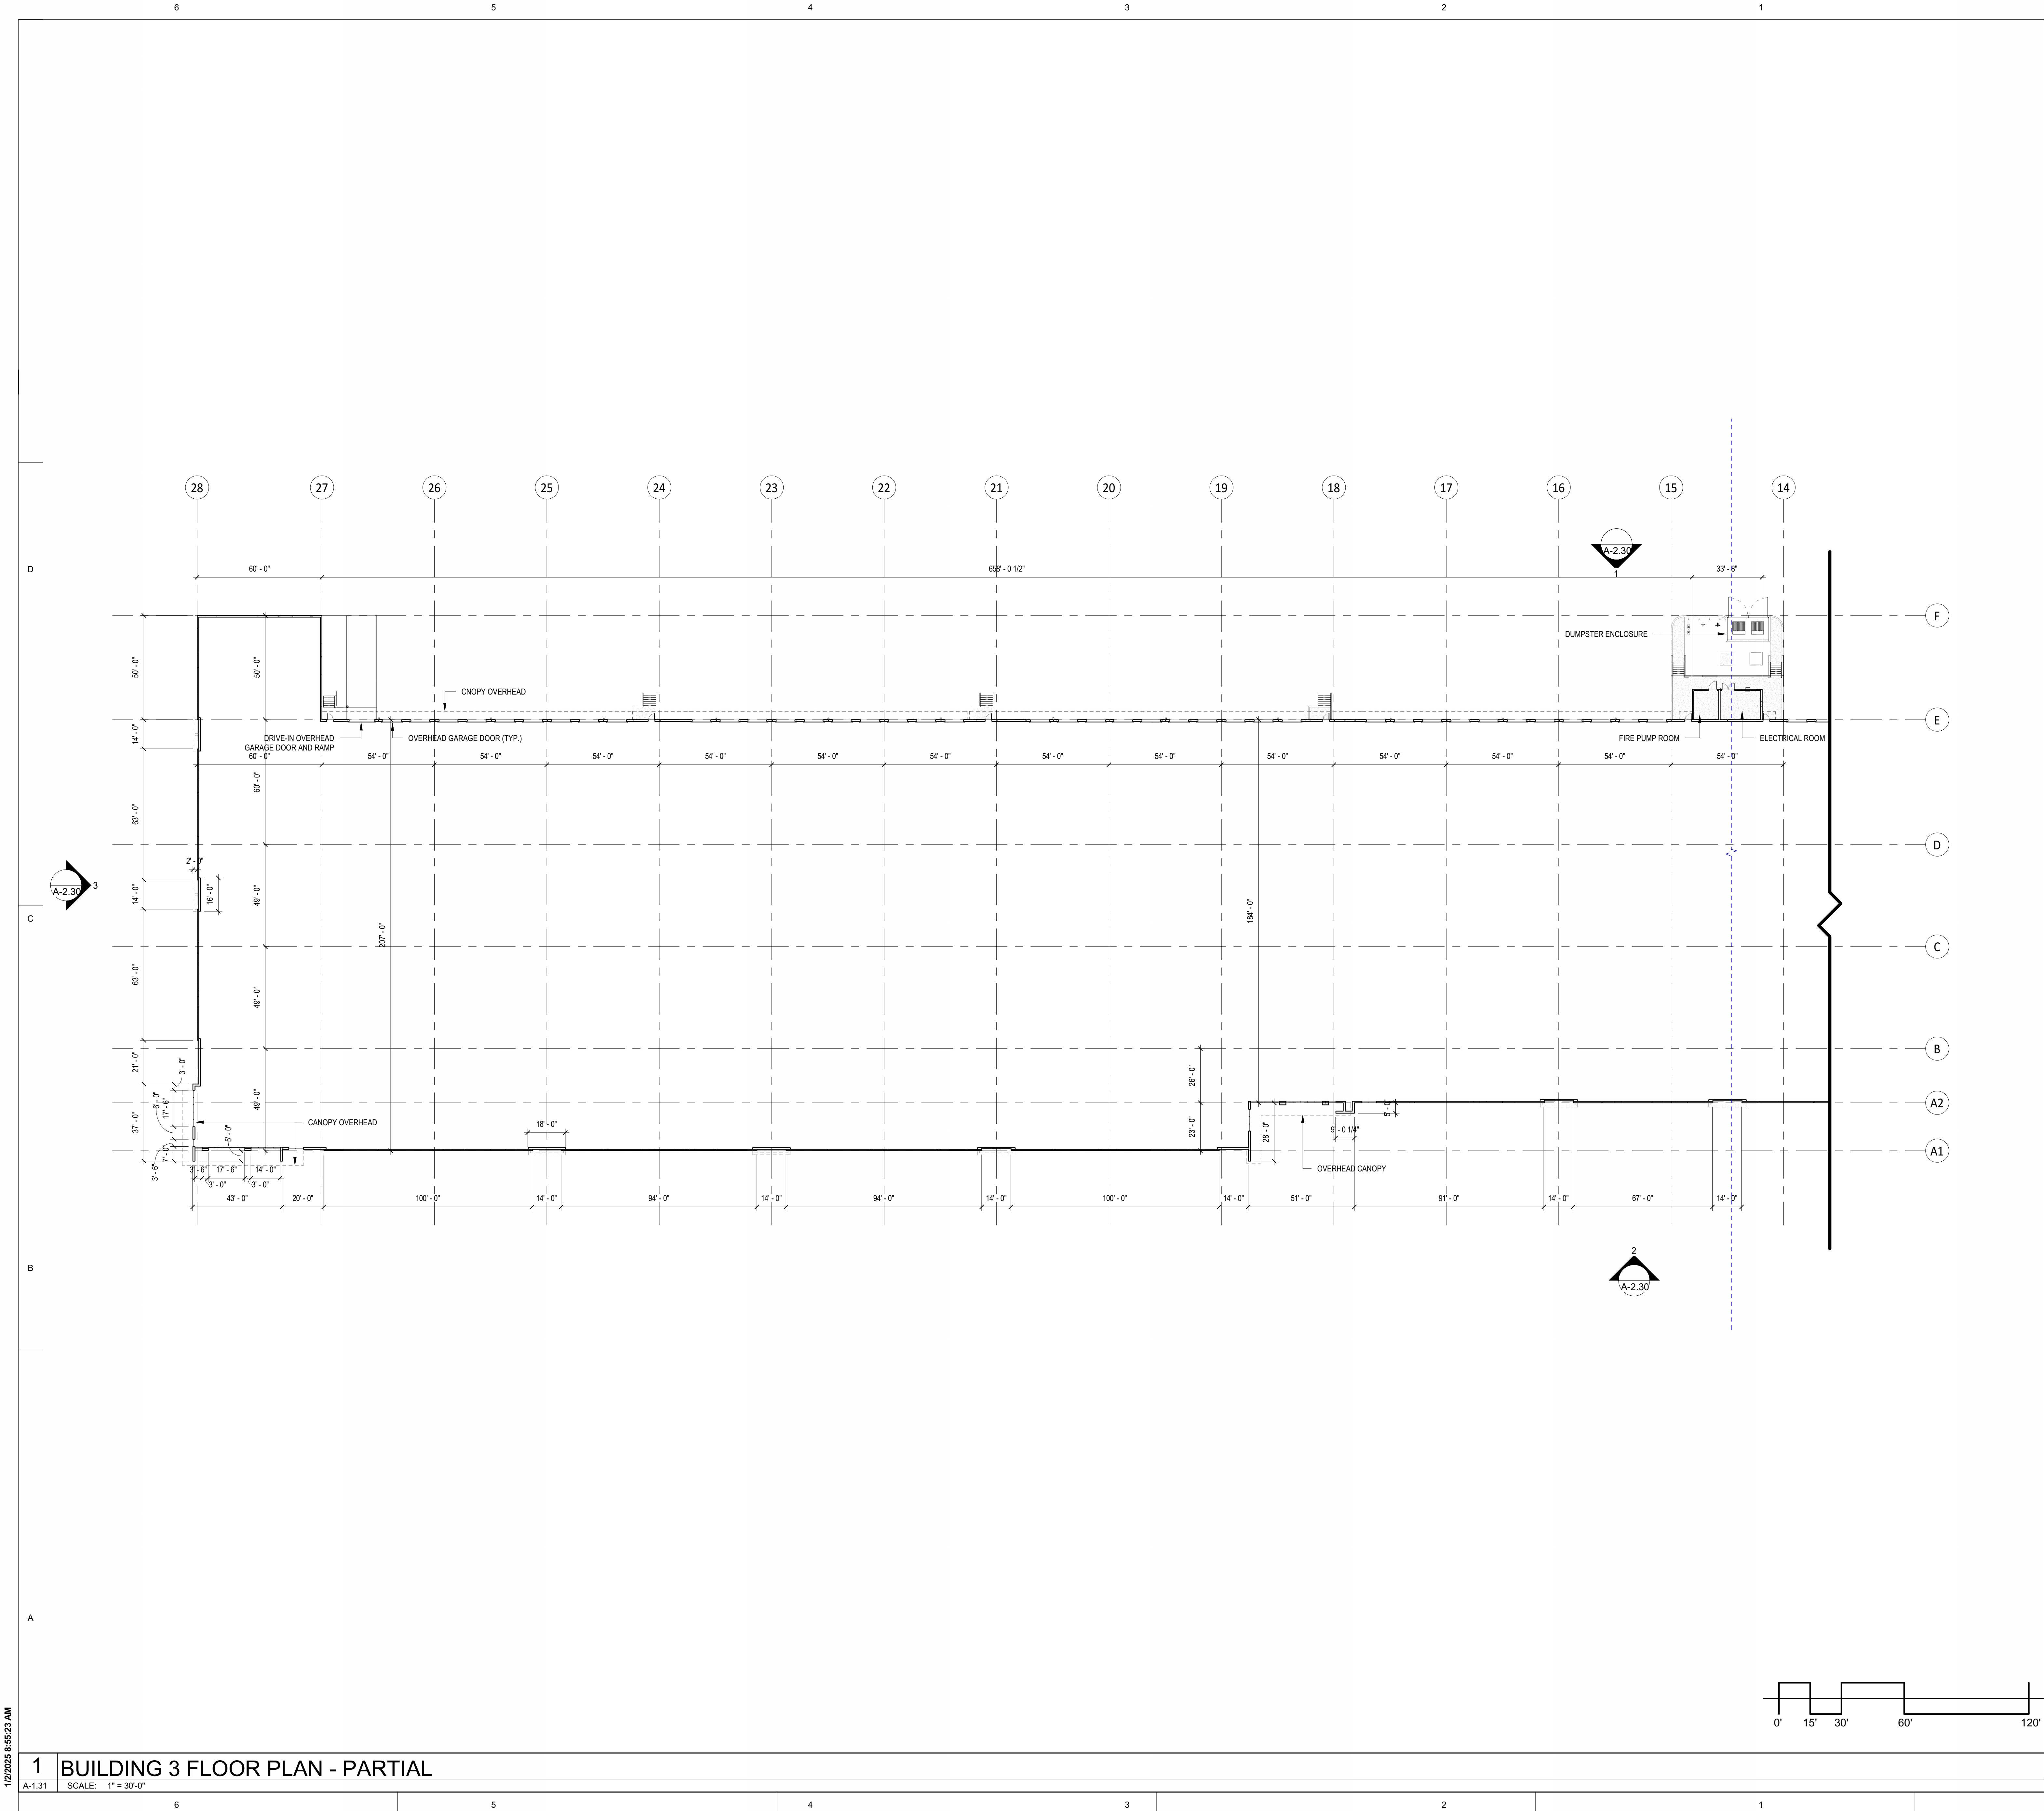 6 5 4 3 2 1
28 27 26 25 24 23 22 21 20 19 18 17 16 15 14
A-2.30
1
D
60' - 0" 658' - 0 1/2" 33' - 8"
F
DUMPSTER ENCLOSURE
50' - 0" 50' - 0"
CNOPY OVERHEAD
E
14' - 0"
DRIVE-IN OVERHEAD
GARAGE DOOR AND RAMP
OVERHEAD GARAGE DOOR (TYP.)
FIRE PUMP ROOM
ELECTRICAL ROOM
60' - 0" 54' - 0" 54' - 0" 54' - 0" 54' - 0" 54' - 0" 54' - 0" 54' - 0" 54' - 0" 54' - 0" 54' - 0" 54' - 0" 54' - 0" 54' - 0"
60' - 0"
63' - 0"
D
2' - 0"
A-2.30
3
14' - 0" 16' - 0" 49' - 0"
184' - 0"
C
207' - 0"
C
63' - 0" 49' - 0"
B
21' - 0" 3' - 0"
26' - 0"
49' - 0"
A2
6' - 0" 17' - 6"
37' - 0"
CANOPY OVERHEAD
18' - 0"
5' - 0"
23' - 0" 28' - 0" 9' - 0 1/4" 5' - 0"
A1
3' - 6" 7' - 0"
3' - 6" 17' - 6" 14' - 0"
3' - 0" 3' - 0"
OVERHEAD CANOPY
43' - 0" 20' - 0" 100' - 0" 14' - 0" 94' - 0" 14' - 0" 94' - 0" 14' - 0" 100' - 0" 14' - 0" 51' - 0" 91' - 0" 14' - 0" 67' - 0" 14' - 0"
2
A-2.30
B
A
0' 15' 30' 60' 120'
1/2/2025 8:55:23 AM
1 BUILDING 3 FLOOR PLAN - PARTIAL
A-1.31 SCALE: 1" = 30'-0"
6 5 4 3 2 1